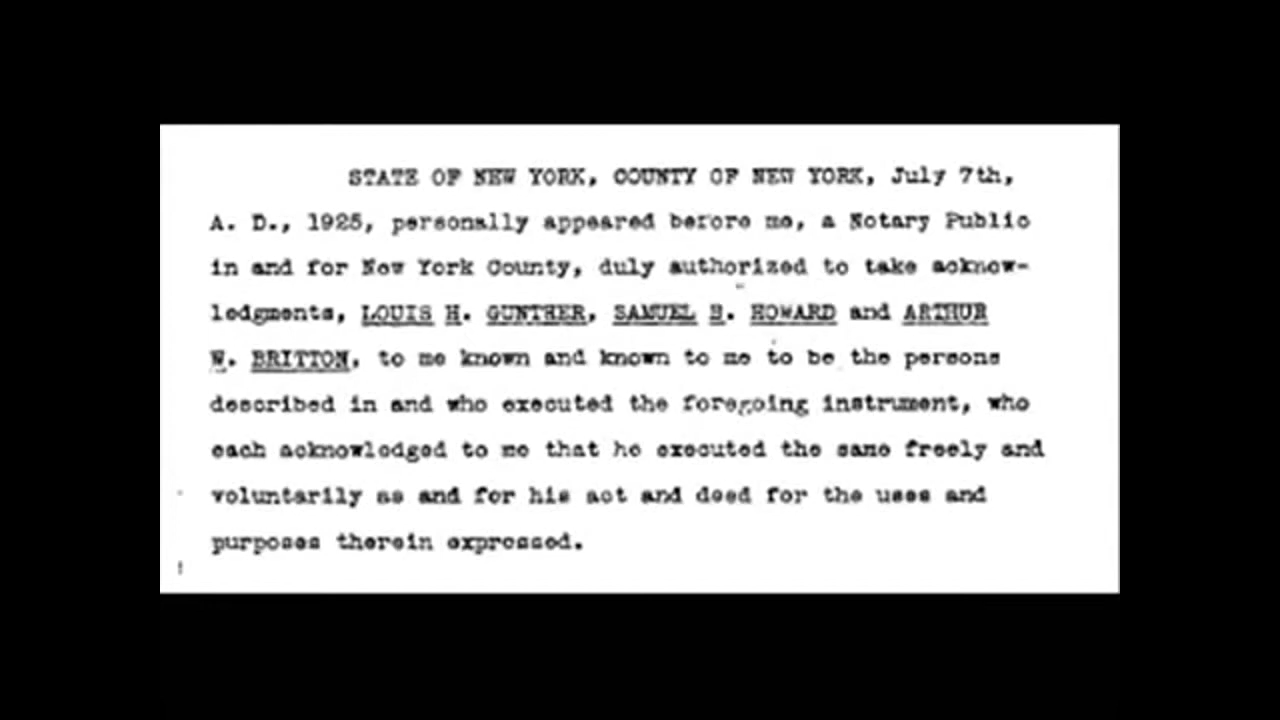 STATE OF NEW YORK, COUNTY OF NEW YORK, July 7th,
A. D., 1925, personally appeared before me, a Notary Public
in and for New York County, duly authorized to take acknow-
ledgments, LOUIS H. GUNTHER, SAMUEL B. HOWARD and ARTHUR
W. BRITTON, to me known and known to me to be the persons
described in and who executed the foregoing instrument, who
each acknowledged to me that he executed the same freely and
voluntarily as and for his act and deed for the uses and
purposes therein expressed.